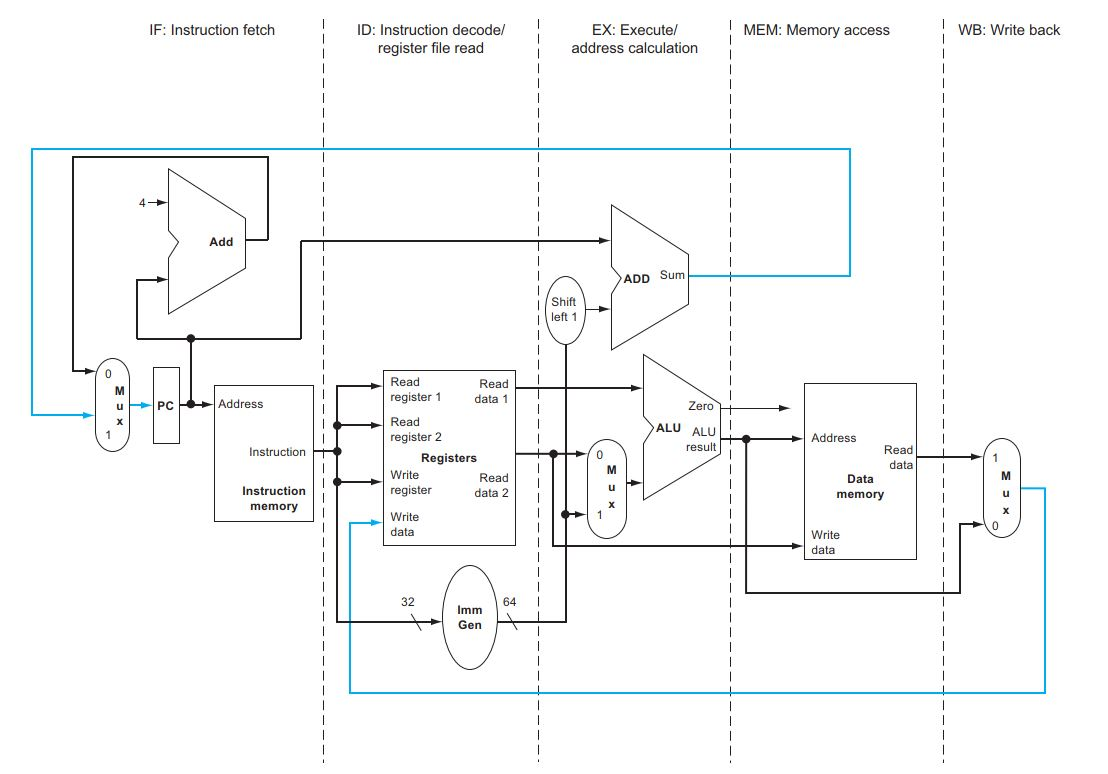 IF: Instruction fetch
ID: Instruction decode/
register file read
EX: Execute/
address calculation
MEM: Memory access
WB: Write back
4
Add
ADD
Sum
Shift
left 1
0
M
u
x
1
PC
Address
Instruction
Instruction
memory
Read
register 1
Read
register 2
Write
register
Write
data
Registers
Read
data 1
Read
data 2
32
Imm
Gen
64
0
M
u
x
1
Zero
ALU
ALU
result
Address
Read
data
Data
memory
Write
data
1
M
u
x
0